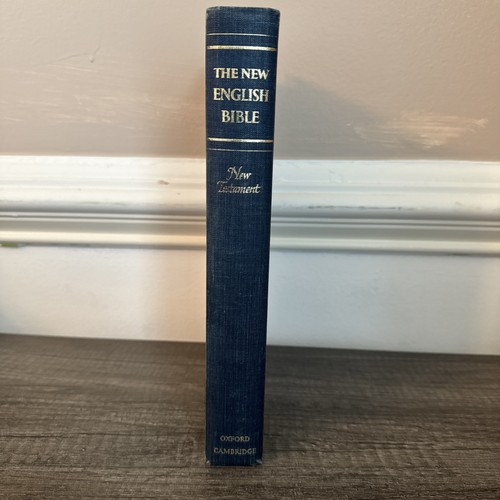 THE NEW
ENGLISH
BIBLE
New
Testament
OXFORD
CAMBRIDGE